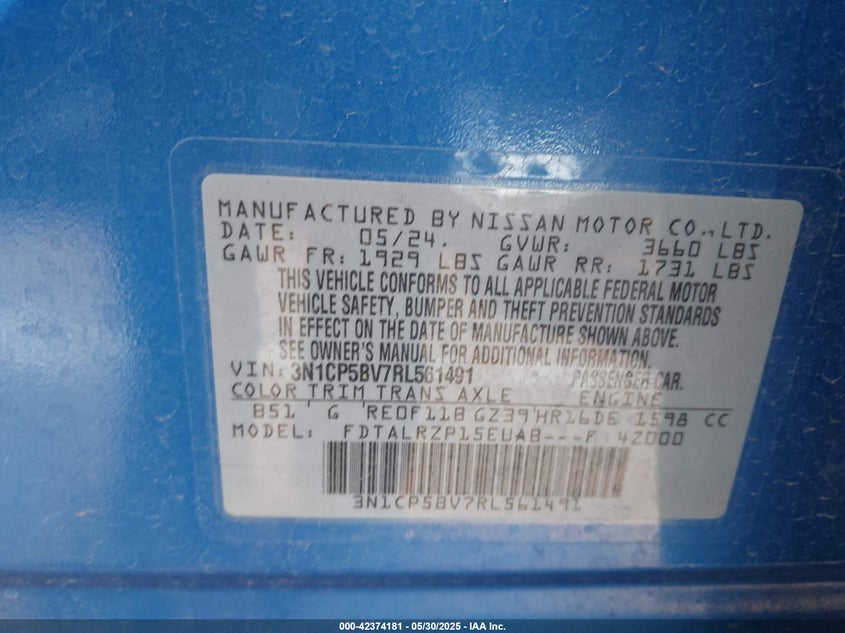 MANUFACTURED BY NISSAN MOTOR CO., LTD.
DATE: 05/24. GVWR: 3660 LBS
GAWR FR: 1929 LBS GAWR RR: 1731 LBS
THIS VEHICLE CONFORMS TO ALL APPLICABLE FEDERAL MOTOR
VEHICLE SAFETY, BUMPER AND THEFT PREVENTION STANDARDS
IN EFFECT ON THE DATE OF MANUFACTURE SHOWN ABOVE.
SEE OWNER'S MANUAL FOR ADDITIONAL INFORMATION.
VIN: 3N1CP5BV7RL561491 PASSENGER CAR.
COLOR TRIM TRANS AXLE ENGINE
B51 G RE0F11B GZ39 HR16DE 1598 CC
MODEL: FDTALRZP15EUAB---F 42000
3N1CP5BV7RL561491
000-42374181 - 05/30/2025 - IAA Inc.